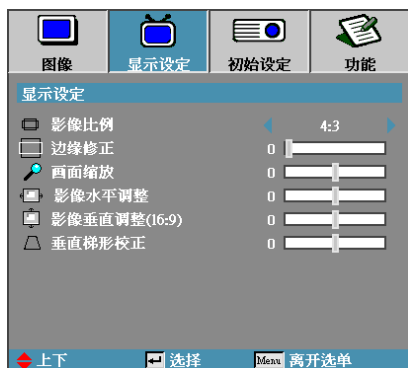 图像 显示设定 初始设定 功能
显示设定
影像比例 4:3
边缘修正 0
画面缩放 0
影像水平调整 0
影像垂直调整(16:9) 0
垂直梯形校正 0
上下 选择 Menu 离开选单